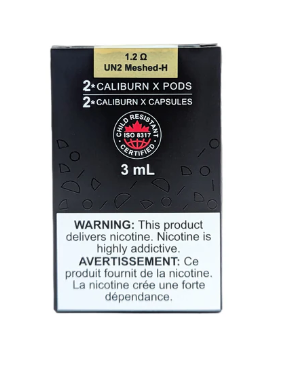 1.2 Ω
UN2 Meshed-H
2*CALIBURN X PODS
2*CALIBURN X CAPSULES
CHILD RESISTANT
ISO 8317
CERTIFIED
3 mL
WARNING: This product
delivers nicotine. Nicotine is
highly addictive.
AVERTISSEMENT: Ce
produit fournit de la nicotine.
La nicotine crée une forte
dépendance.